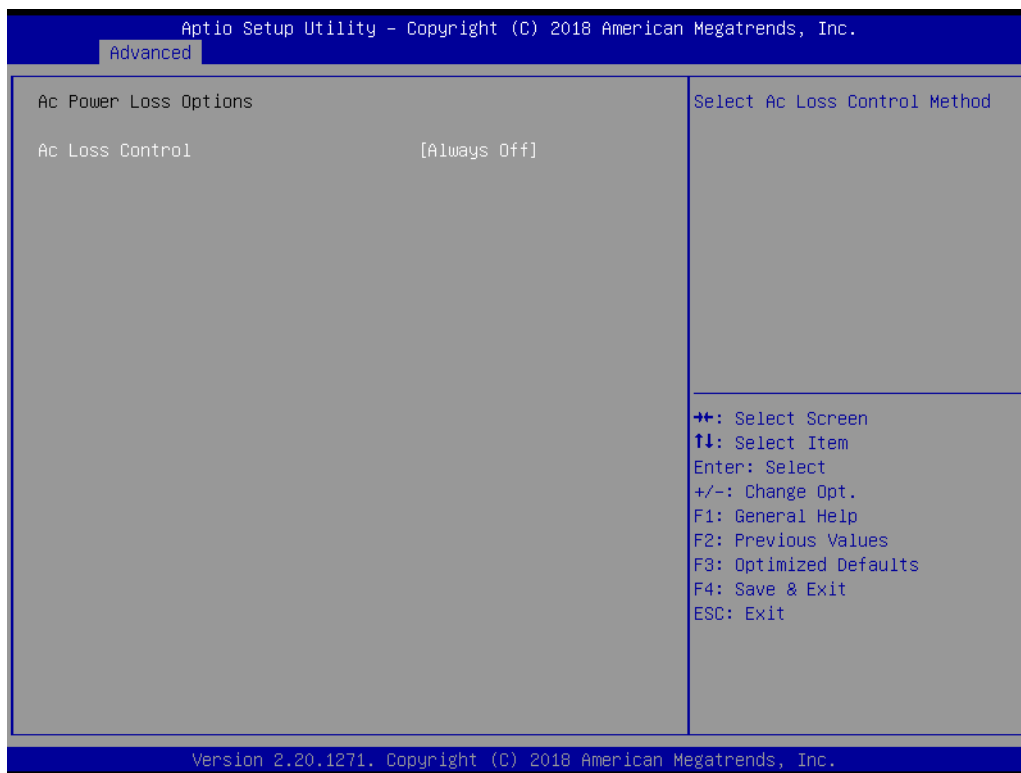 Aptio Setup Utility – Copyright (C) 2018 American Megatrends, Inc.
Advanced
Ac Power Loss Options
Ac Loss Control [Always Off]
Select Ac Loss Control Method
→←: Select Screen
↑↓: Select Item
Enter: Select
+/-: Change Opt.
F1: General Help
F2: Previous Values
F3: Optimized Defaults
F4: Save & Exit
ESC: Exit
Version 2.20.1271. Copyright (C) 2018 American Megatrends, Inc.